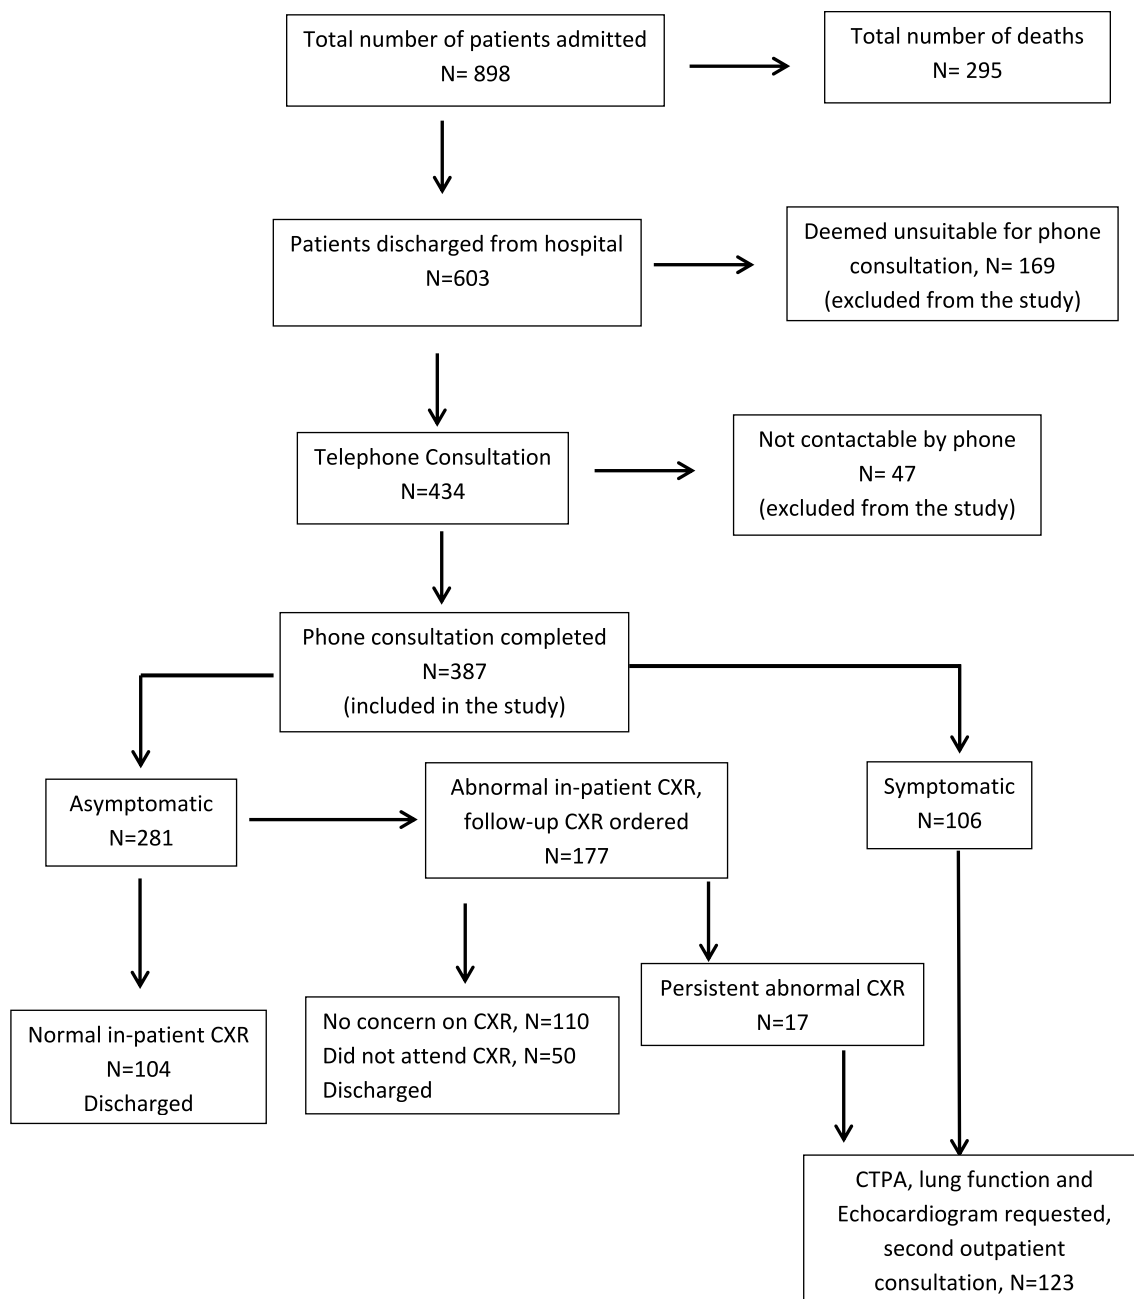 Total number of patients admitted
N= 898
Total number of deaths
N= 295
Patients discharged from hospital
N=603
Deemed unsuitable for phone
consultation, N= 169
(excluded from the study)
Telephone Consultation
N=434
Not contactable by phone
N= 47
(excluded from the study)
Phone consultation completed
N=387
(included in the study)
Asymptomatic
N=281
Abnormal in-patient CXR,
follow-up CXR ordered
N=177
Symptomatic
N=106
Normal in-patient CXR
N=104
Discharged
No concern on CXR, N=110
Did not attend CXR, N=50
Discharged
Persistent abnormal CXR
N=17
CTPA, lung function and
Echocardiogram requested,
second outpatient
consultation, N=123